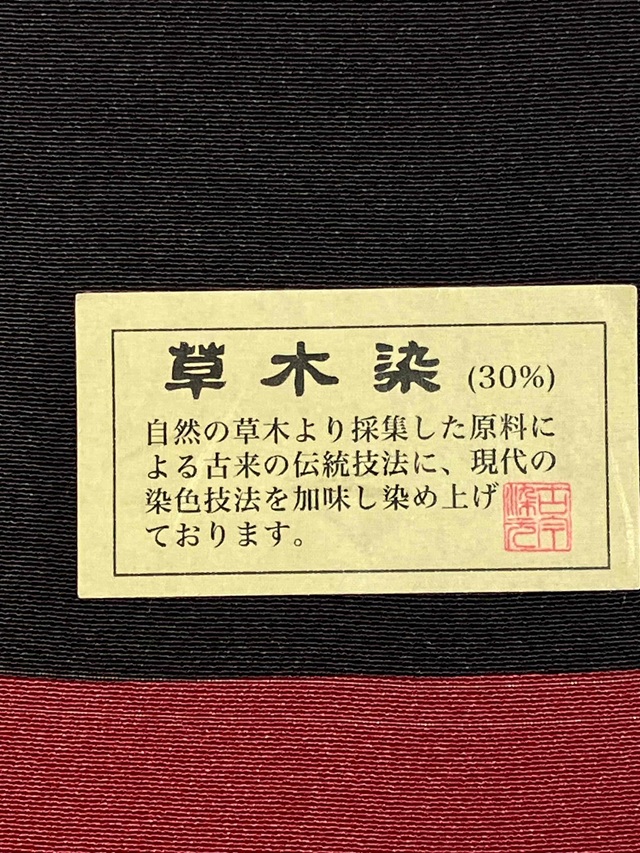 草木染 (30%)
自然の草木より採集した原料に
よる古来の伝統技法に、現代の
染色技法を加味し染め上げ
ております。